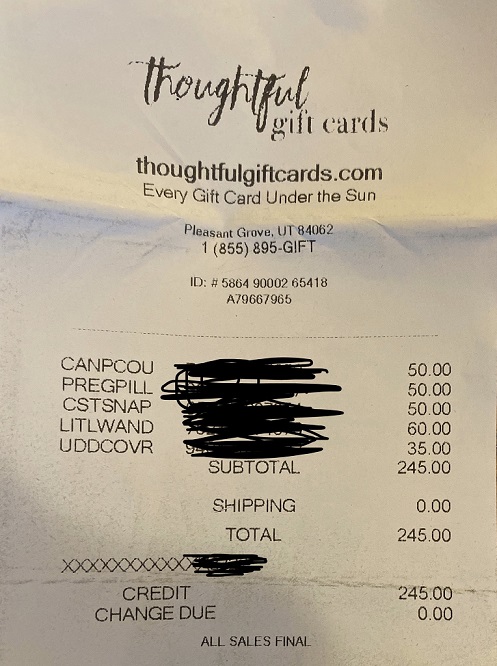 thoughtful
gift cards
thoughtfulgiftcards.com
Every Gift Card Under the Sun
Pleasant Grove, UT 84062
1 (855) 895-GIFT
ID: # 5864 90002 65418
A79667965
CANPCOU 50.00
PREGPILL 50.00
CSTSNAP 50.00
LITLWAND 60.00
UDDCOVR 35.00
SUBTOTAL 245.00
SHIPPING 0.00
TOTAL 245.00
XXXXXXXXXXX
CREDIT 245.00
CHANGE DUE 0.00
ALL SALES FINAL